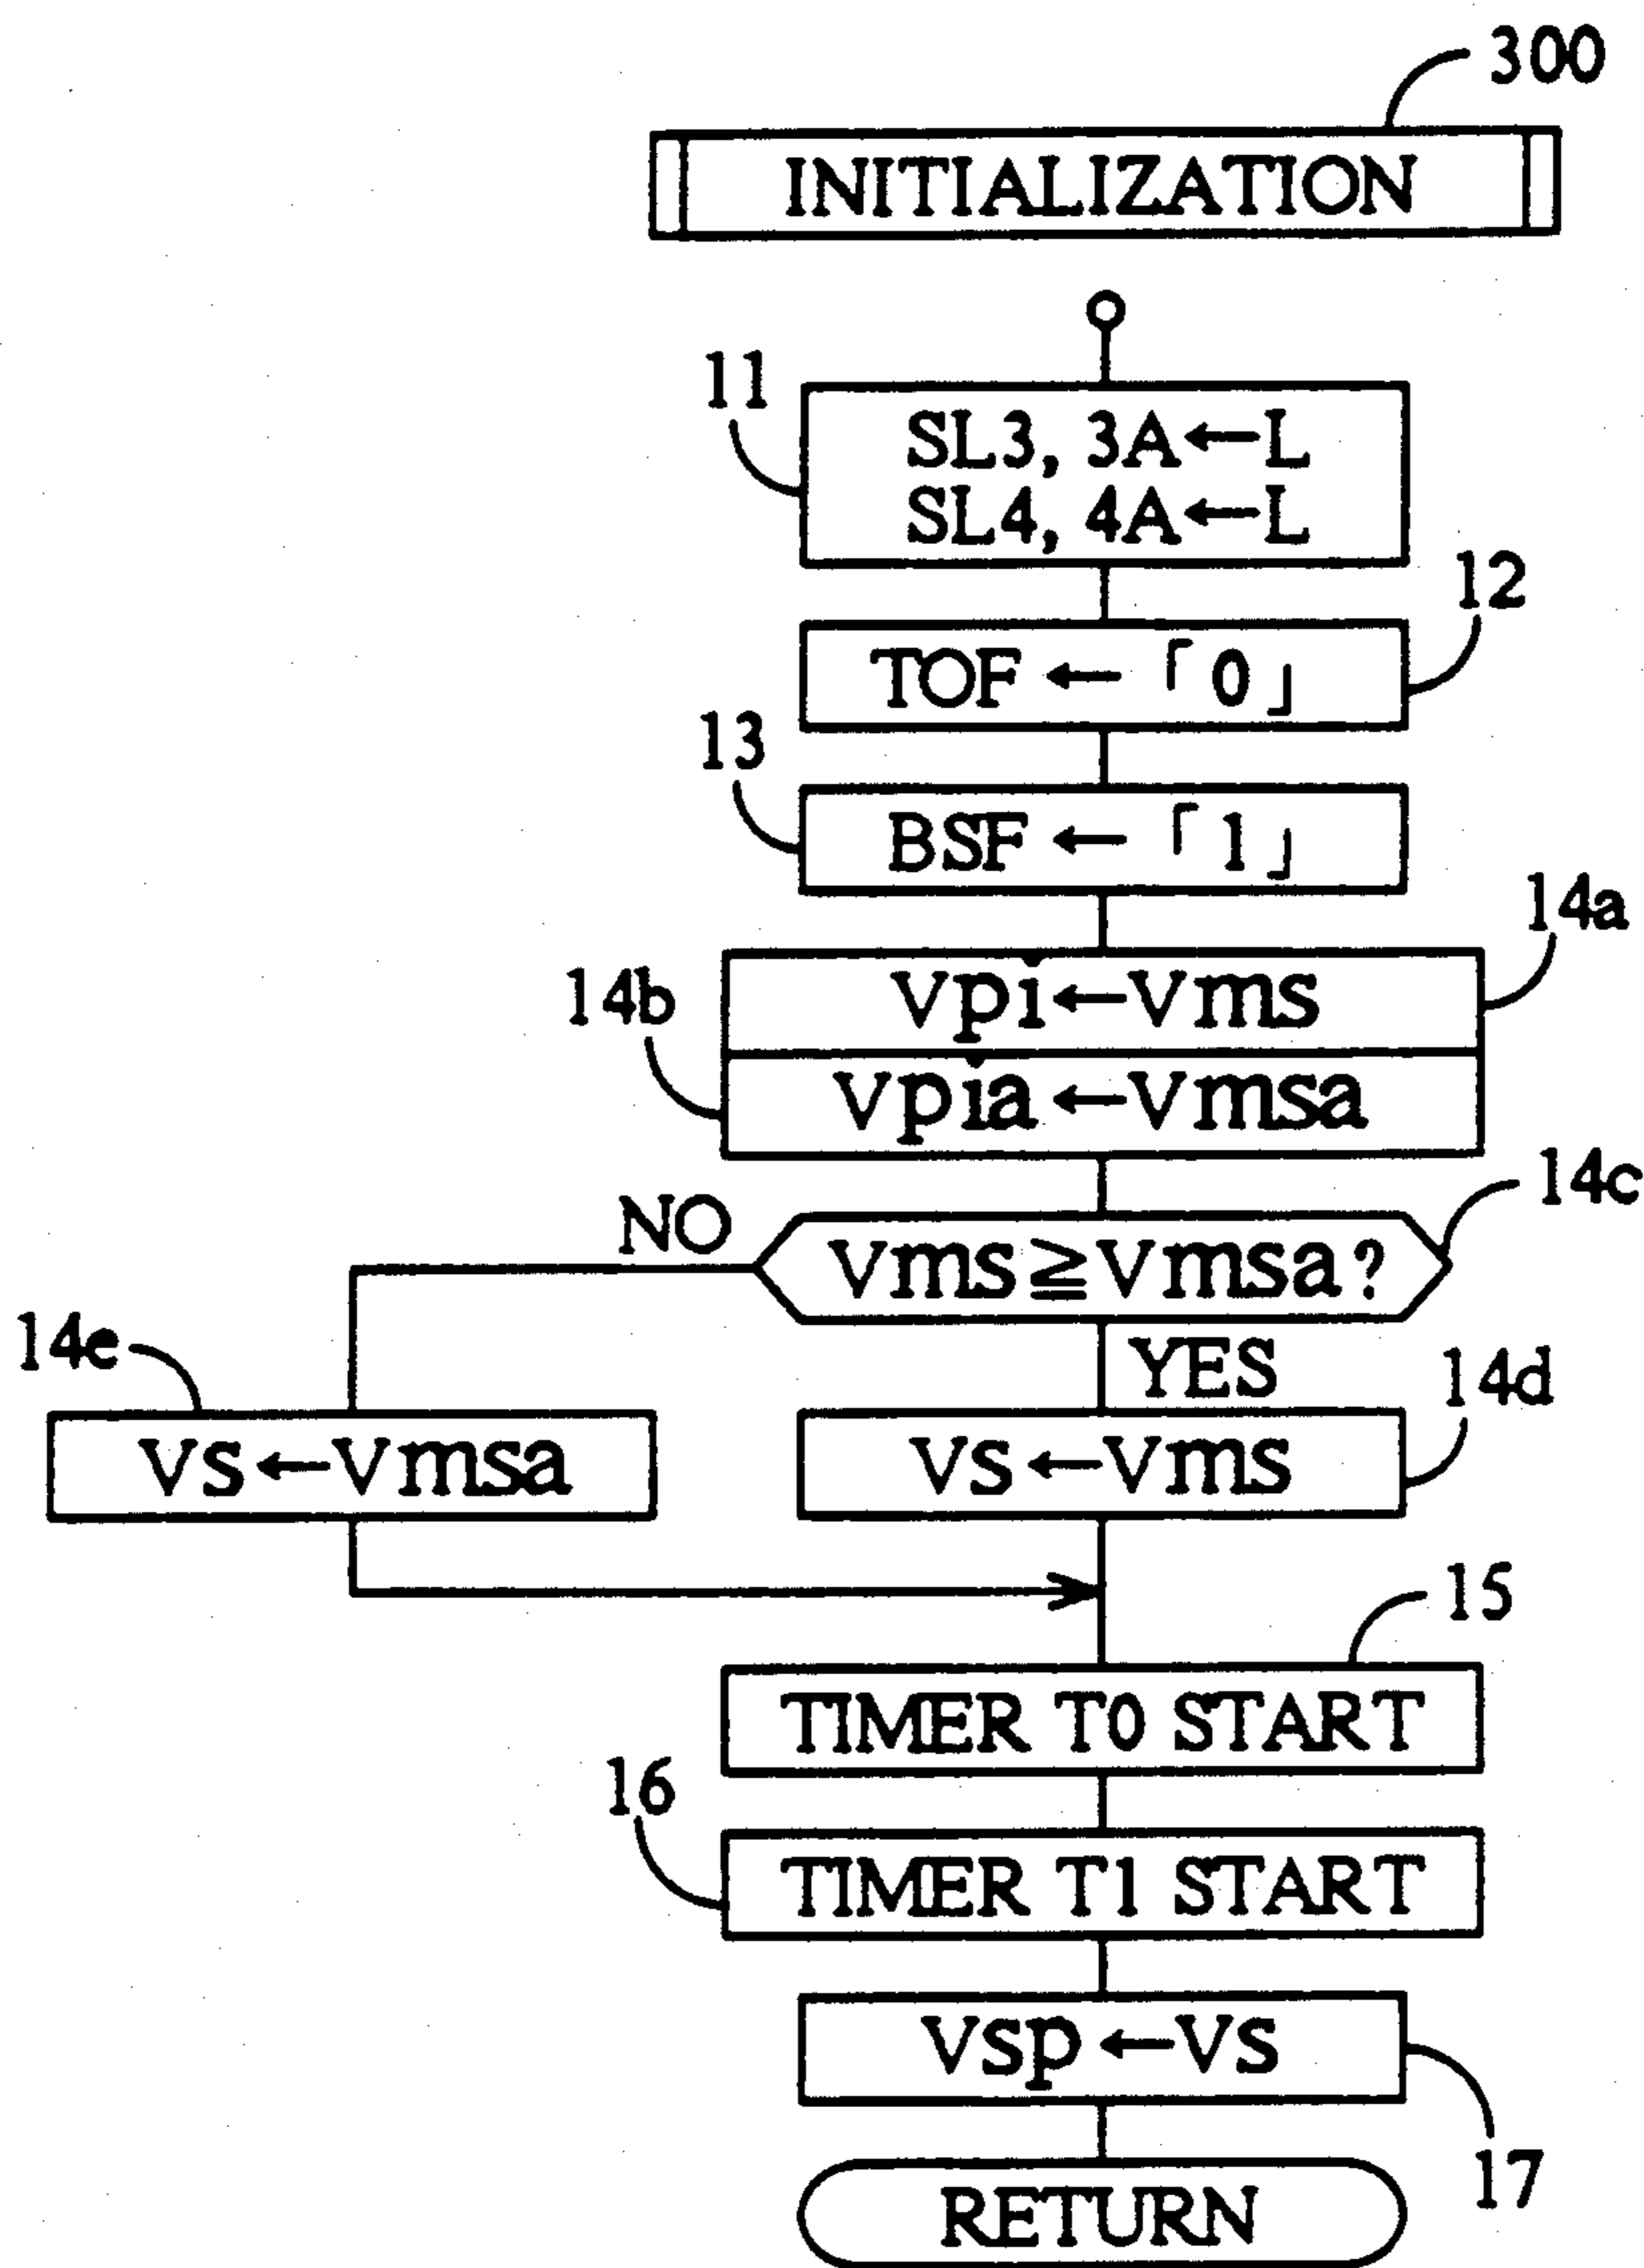 300
INITIALIZATION
11
SL3, 3A←L
SL4, 4A←L
12
TOF ← 「0」
13
BSF ← 「1」
14a
vpi←vms
14b
vpia←vmsa
14c
NO
vms≧vmsa?
YES
14e
14d
vs←vmsa
vs←vms
15
TIMER T0 START
16
TIMER T1 START
vsp←vs
17
RETURN